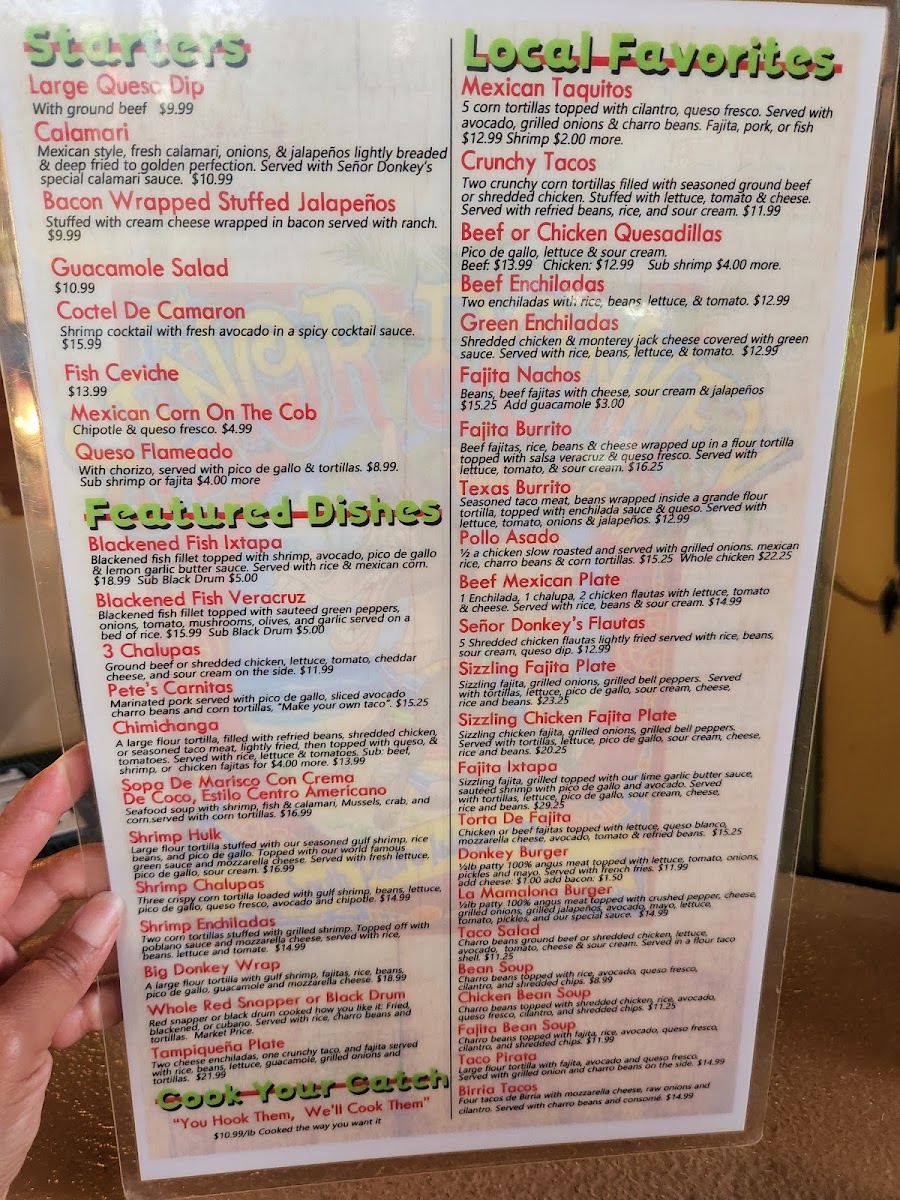 Starters
Large Queso Dip
With ground beef $9.99
Calamari
Mexican style, fresh calamari, onions, & jalapeños lightly breaded
& deep fried to golden perfection. Served with Señor Donkey's
special calamari sauce. $10.99
Bacon Wrapped Stuffed Jalapeños
Stuffed with cream cheese wrapped in bacon served with ranch.
$9.99
Guacamole Salad
$10.99
Coctel De Camaron
Shrimp cocktail with fresh avocado in a spicy cocktail sauce.
$15.99
Fish Ceviche
$13.99
Mexican Corn On The Cob
Chipotle & queso fresco. $4.99
Queso Flameado
With chorizo, served with pico de gallo & tortillas. $8.99.
Sub shrimp or fajita $4.00 more
Featured Dishes
Blackened Fish Ixtapa
Blackened fish fillet topped with shrimp, avocado, pico de gallo
& lemon garlic butter sauce. Served with rice & mexican corn.
$18.99 Sub Black Drum $5.00
Blackened Fish Veracruz
Blackened fish fillet topped with sauteed green peppers,
onions, tomato, mushrooms, olives, and garlic served on a
bed of rice. $15.99 Sub Black Drum $5.00
3 Chalupas
Ground beef or shredded chicken, lettuce, tomato, cheddar
cheese, and sour cream on the side. $11.99
Pete's Carnitas
Marinated pork served with pico de gallo, sliced avocado
charro beans and corn tortillas, "Make your own taco". $15.25
Chimichanga
A large flour tortilla, filled with refried beans, shredded chicken,
or seasoned taco meat, lightly fried, then topped with queso, &
tomatoes. Served with rice, lettuce & tomatoes. Sub: beef,
shrimp, or chicken fajitas for $4.00 more. $13.99
Sopa De Marisco Con Crema
De Coco, Estilo Centro Americano
Seafood soup with shrimp, fish & calamari, Mussels, crab, and
corn.served with corn tortillas. $16.99
Shrimp Hulk
Large flour tortilla stuffed with our seasoned gulf shrimp, rice
beans, and pico de gallo. Topped with our world famous
green sauce and mozzarella cheese. Served with fresh lettuce,
pico de gallo, sour cream. $16.99
Shrimp Chalupas
Three crispy corn tortilla loaded with gulf shrimp, beans, lettuce,
pico de gallo, queso fresco, avocado and chipotle. $14.99
Shrimp Enchiladas
Two corn tortillas stuffed with grilled shrimp. Topped off with
poblano sauce and mozzarella cheese, served with rice,
beans. lettuce and tomate. $14.99
Big Donkey Wrap
A large flour tortilla with gulf shrimp, fajitas, rice, beans,
pico de gallo, guacamole and mozzarella cheese. $18.99
Whole Red Snapper or Black Drum
Red snapper or black drum cooked how you like it: Fried,
blackened, or cubano. Served with rice, charro beans and
tortillas. Market Price.
Tampiqueña Plate
Two cheese enchiladas, one crunchy taco, and fajita served
with rice, beans, lettuce, guacamole, grilled onions and
tortillas. $21.99
Cook Your Catch
"You Hook Them, We'll Cook Them"
$10.99/lb Cooked the way you want it
Local Favorites
Mexican Taquitos
5 corn tortillas topped with cilantro, queso fresco. Served with
avocado, grilled onions & charro beans. Fajita, pork, or fish
$12.99 Shrimp $2.00 more.
Crunchy Tacos
Two crunchy corn tortillas filled with seasoned ground beef
or shredded chicken. Stuffed with lettuce, tomato & cheese.
Served with refried beans, rice, and sour cream. $11.99
Beef or Chicken Quesadillas
Pico de gallo, lettuce & sour cream.
Beef: $13.99 Chicken: $12.99 Sub shrimp $4.00 more.
Beef Enchiladas
Two enchiladas with rice, beans, lettuce, & tomato. $12.99
Green Enchiladas
Shredded chicken & monterey jack cheese covered with green
sauce. Served with rice, beans, lettuce, & tomato. $12.99
Fajita Nachos
Beans, beef fajitas with cheese, sour cream & jalapeños
$15.25 Add guacamole $3.00
Fajita Burrito
Beef fajitas, rice, beans & cheese wrapped up in a flour tortilla
topped with salsa veracruz & queso fresco. Served with
lettuce, tomato, & sour cream. $16.25
Texas Burrito
Seasoned taco meat, beans wrapped inside a grande flour
tortilla, topped with enchilada sauce & queso. Served with
lettuce, tomato, onions & jalapeños. $12.99
Pollo Asado
½ a chicken slow roasted and served with grilled onions. mexican
rice, charro beans & corn tortillas. $15.25 Whole chicken $22.25
Beef Mexican Plate
1 Enchilada, 1 chalupa, 2 chicken flautas with lettuce, tomato
& cheese. Served with rice, beans & sour cream. $14.99
Señor Donkey's Flautas
5 Shredded chicken flautas lightly fried served with rice, beans,
sour cream, queso dip. $12.99
Sizzling Fajita Plate
Sizzling fajita, grilled onions, grilled bell peppers. Served
with tortillas, lettuce, pico de gallo, sour cream, cheese,
rice and beans. $23.25
Sizzling Chicken Fajita Plate
Sizzling chicken fajita, grilled onions, grilled bell peppers.
Served with tortillas, lettuce, pico de gallo, sour cream, cheese,
rice and beans. $20.25
Fajita Ixtapa
Sizzling fajita, grilled topped with our lime garlic butter sauce,
sautéed shrimp with pico de gallo and avocado. Served
with tortillas, lettuce, pico de gallo, sour cream, cheese,
rice and beans. $29.25
Torta De Fajita
Chicken or beef fajitas topped with lettuce, queso blanco,
mozzarella cheese, avocado, tomato & refried beans. $15.25
Donkey Burger
½lb patty 100% angus meat topped with lettuce, tomato, onions,
pickles and mayo. Served with french fries. $11.99
add cheese: $1.00 add bacon: $1.50
La Mamalona Burger
½lb patty 100% angus meat topped with crushed pepper, cheese,
grilled onions, grilled jalapeños, avocado, mayo, lettuce,
tomato, pickles, and our special sauce. $14.99
Taco Salad
Charro beans ground beef or shredded chicken, lettuce,
avocado, tomato, cheese & sour cream. Served in a flour taco
shell. $11.25
Bean Soup
Charro beans topped with rice, avocado, queso fresco,
cilantro, and shredded chips. $8.99
Chicken Bean Soup
Charro beans topped with shredded chicken, rice, avocado,
queso fresco, cilantro, and shredded chips. $11.25
Fajita Bean Soup
Charro beans topped with fajita, rice, avocado, queso fresco,
cilantro, and shredded chips. $11.99
Taco Pirata
Large flour tortilla with fajita, avocado and queso fresco.
Served with grilled onion and charro beans on the side. $14.99
Birria Tacos
Four tacos de Birria with mozzarella cheese, raw onions and
cilantro. Served with charro beans and consomé. $14.99